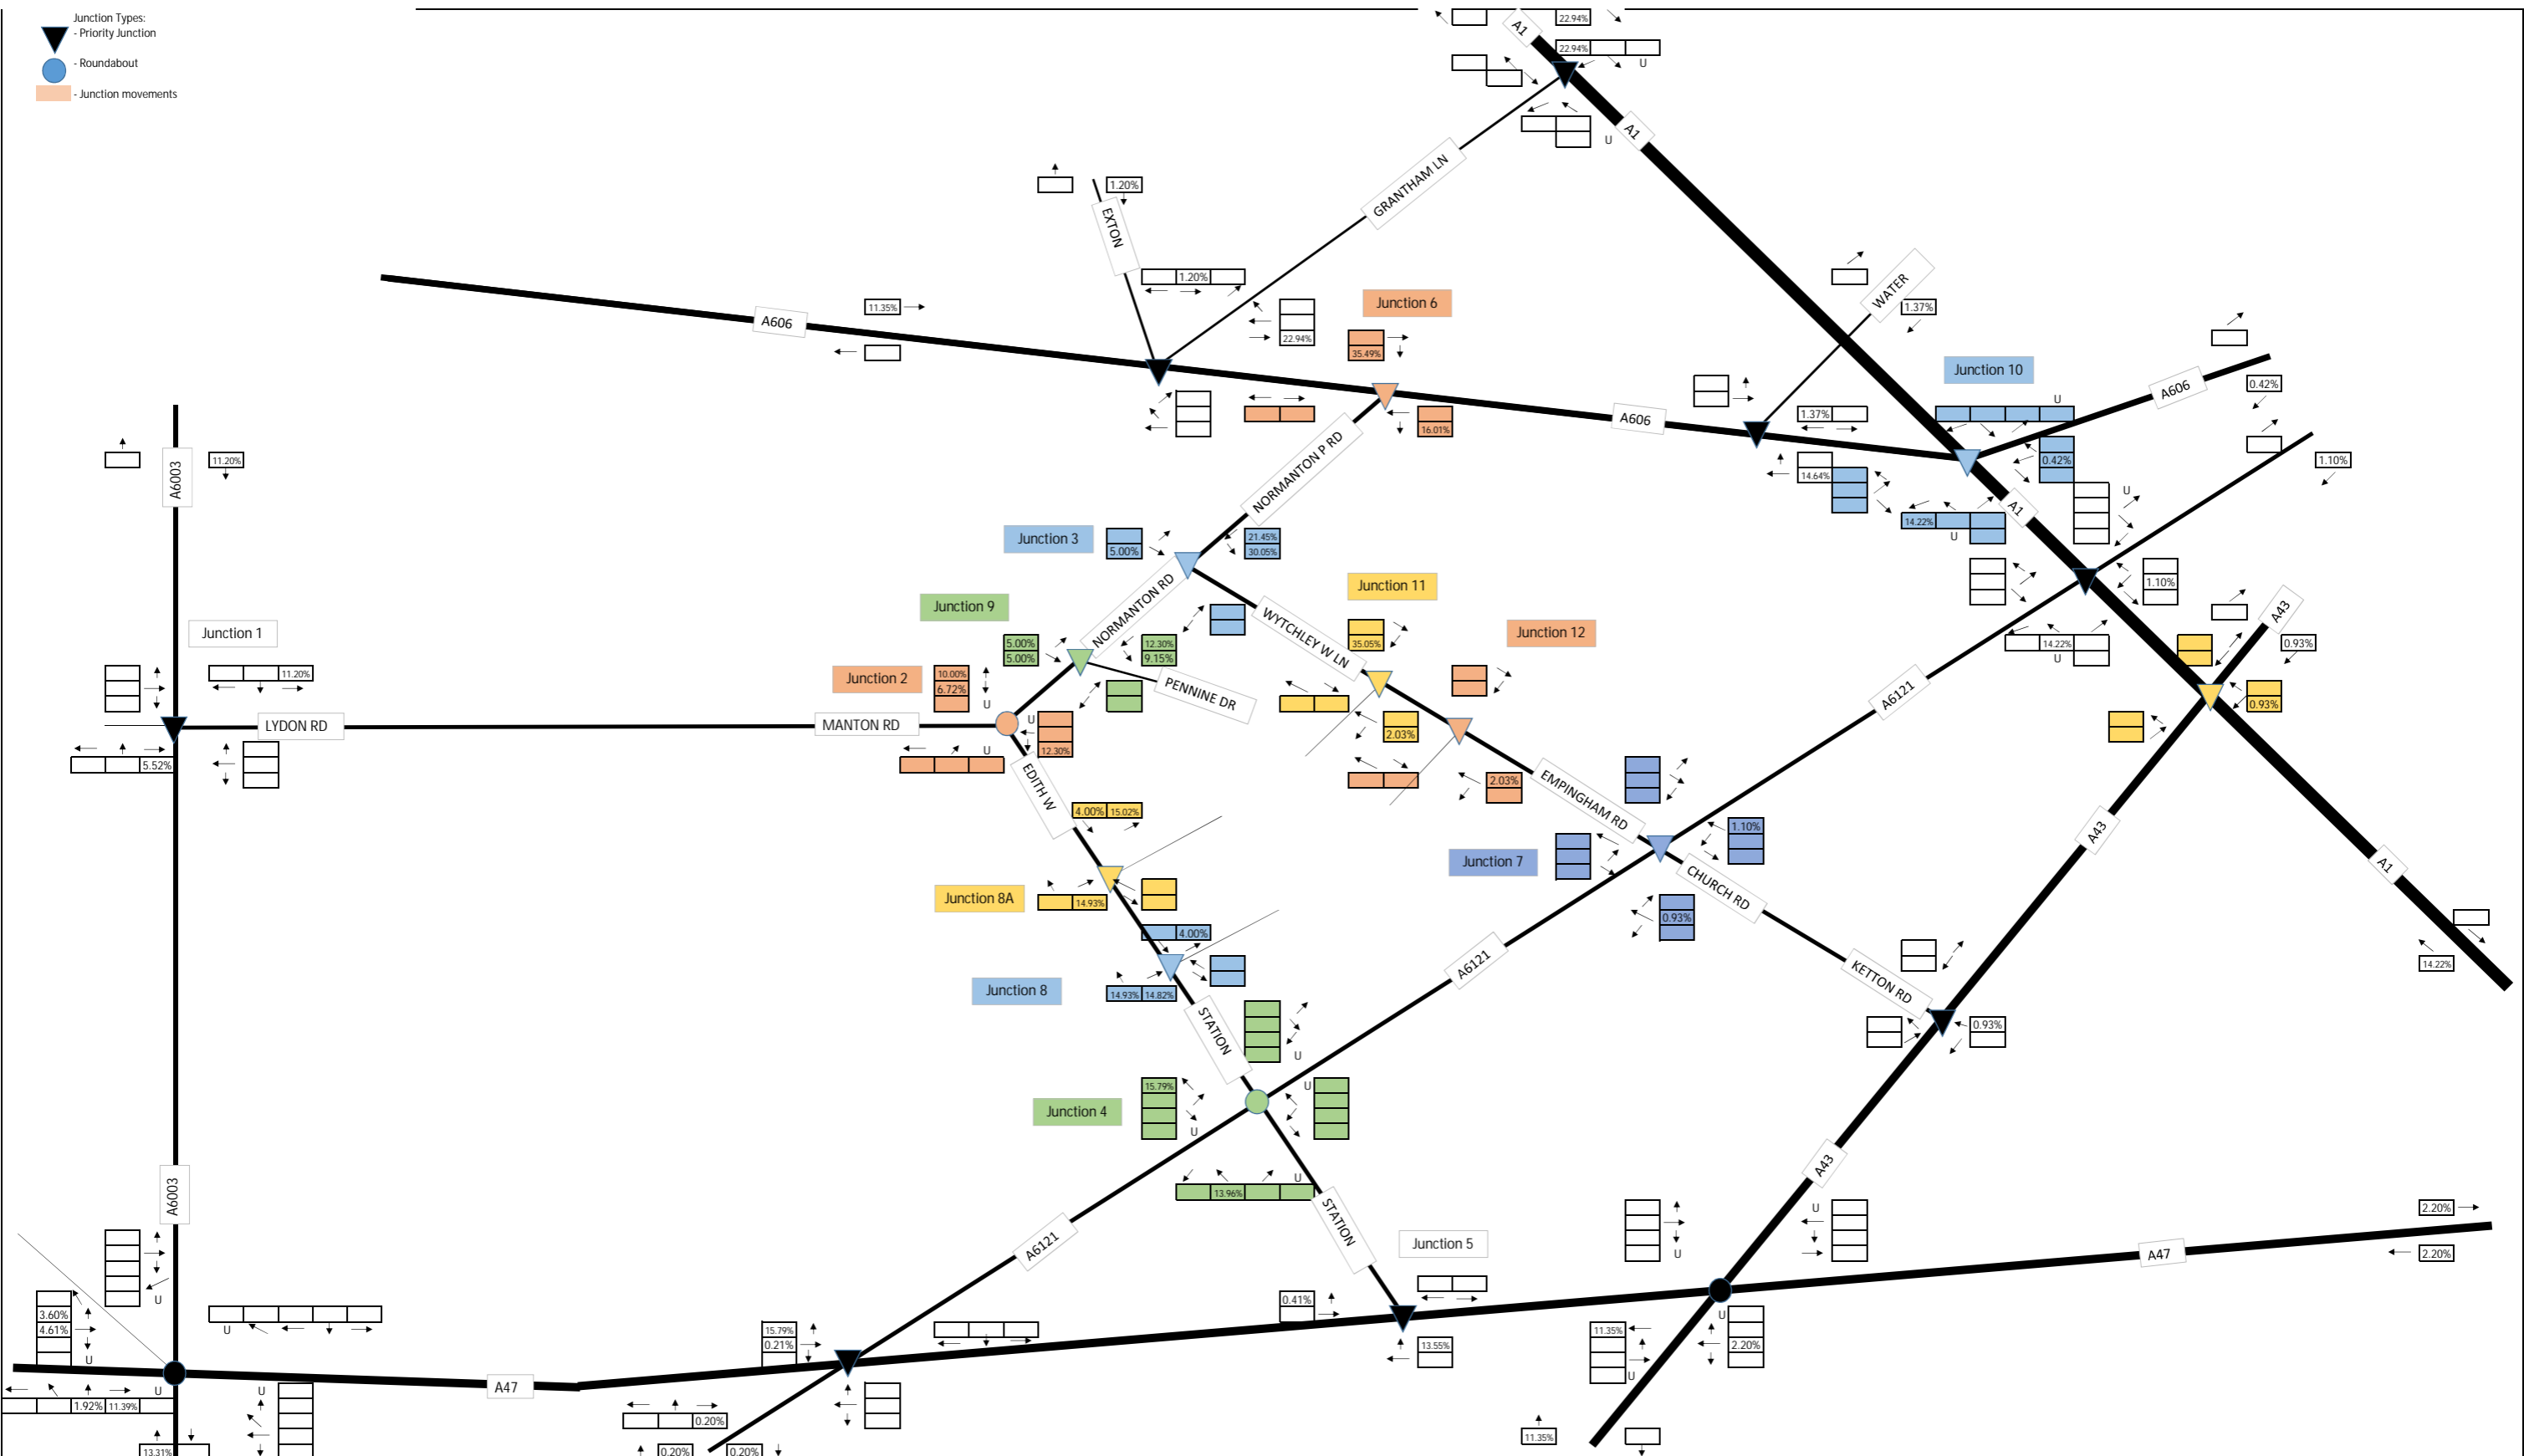 Junction Types:
- Priority Junction
- Roundabout
- Junction movements
A1
22.94%
22.94%
U
A1
U
GRANTHAM LN
EXTON
1.20%
1.20%
11.35%
A606
22.94%
Junction 6
35.49%
16.01%
A606
WATER
1.37%
1.37%
14.64%
Junction 10
U
0.42%
A606
0.42%
14.22%
U
A1
U
1.10%
1.10%
14.22%
U
A43
0.93%
0.93%
A6003
11.20%
NORMANTON P RD
Junction 3
5.00%
21.45%
30.05%
NORMANTON RD
WYTCHLEY W LN
Junction 11
35.05%
2.03%
Junction 12
2.03%
Junction 9
5.00%
5.00%
12.30%
9.15%
PENNINE DR
Junction 1
11.20%
LYDON RD
5.52%
MANTON RD
Junction 2
10.00%
6.72%
U
U
12.30%
U
EDITH W
4.00% 15.02%
Junction 8A
14.93%
4.00%
Junction 8
14.93% 14.82%
STATION
EMPINGHAM RD
Junction 7
1.10%
0.93%
CHURCH RD
A6121
A6121
KETTON RD
0.93%
A43
A1
14.22%
U
Junction 4
15.79%
U
U
U
13.96%
STATION
A6121
Junction 5
0.41%
13.55%
A43
U
U
2.20%
2.20%
A47
11.35%
U
U
2.20%
11.35%
A6003
U
3.60%
4.61%
U
U
1.92% 11.39%
U
U
13.31%
A47
15.79%
0.21%
0.20%
0.20%
0.20%